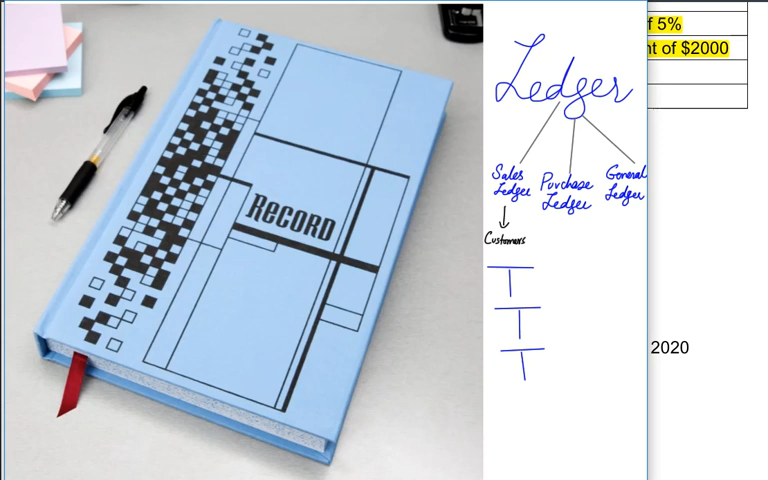 f 5%
nt of $2000
Ledger
Sales Ledger
Purchase Ledger
General Ledger
Customers
RECORD
2020